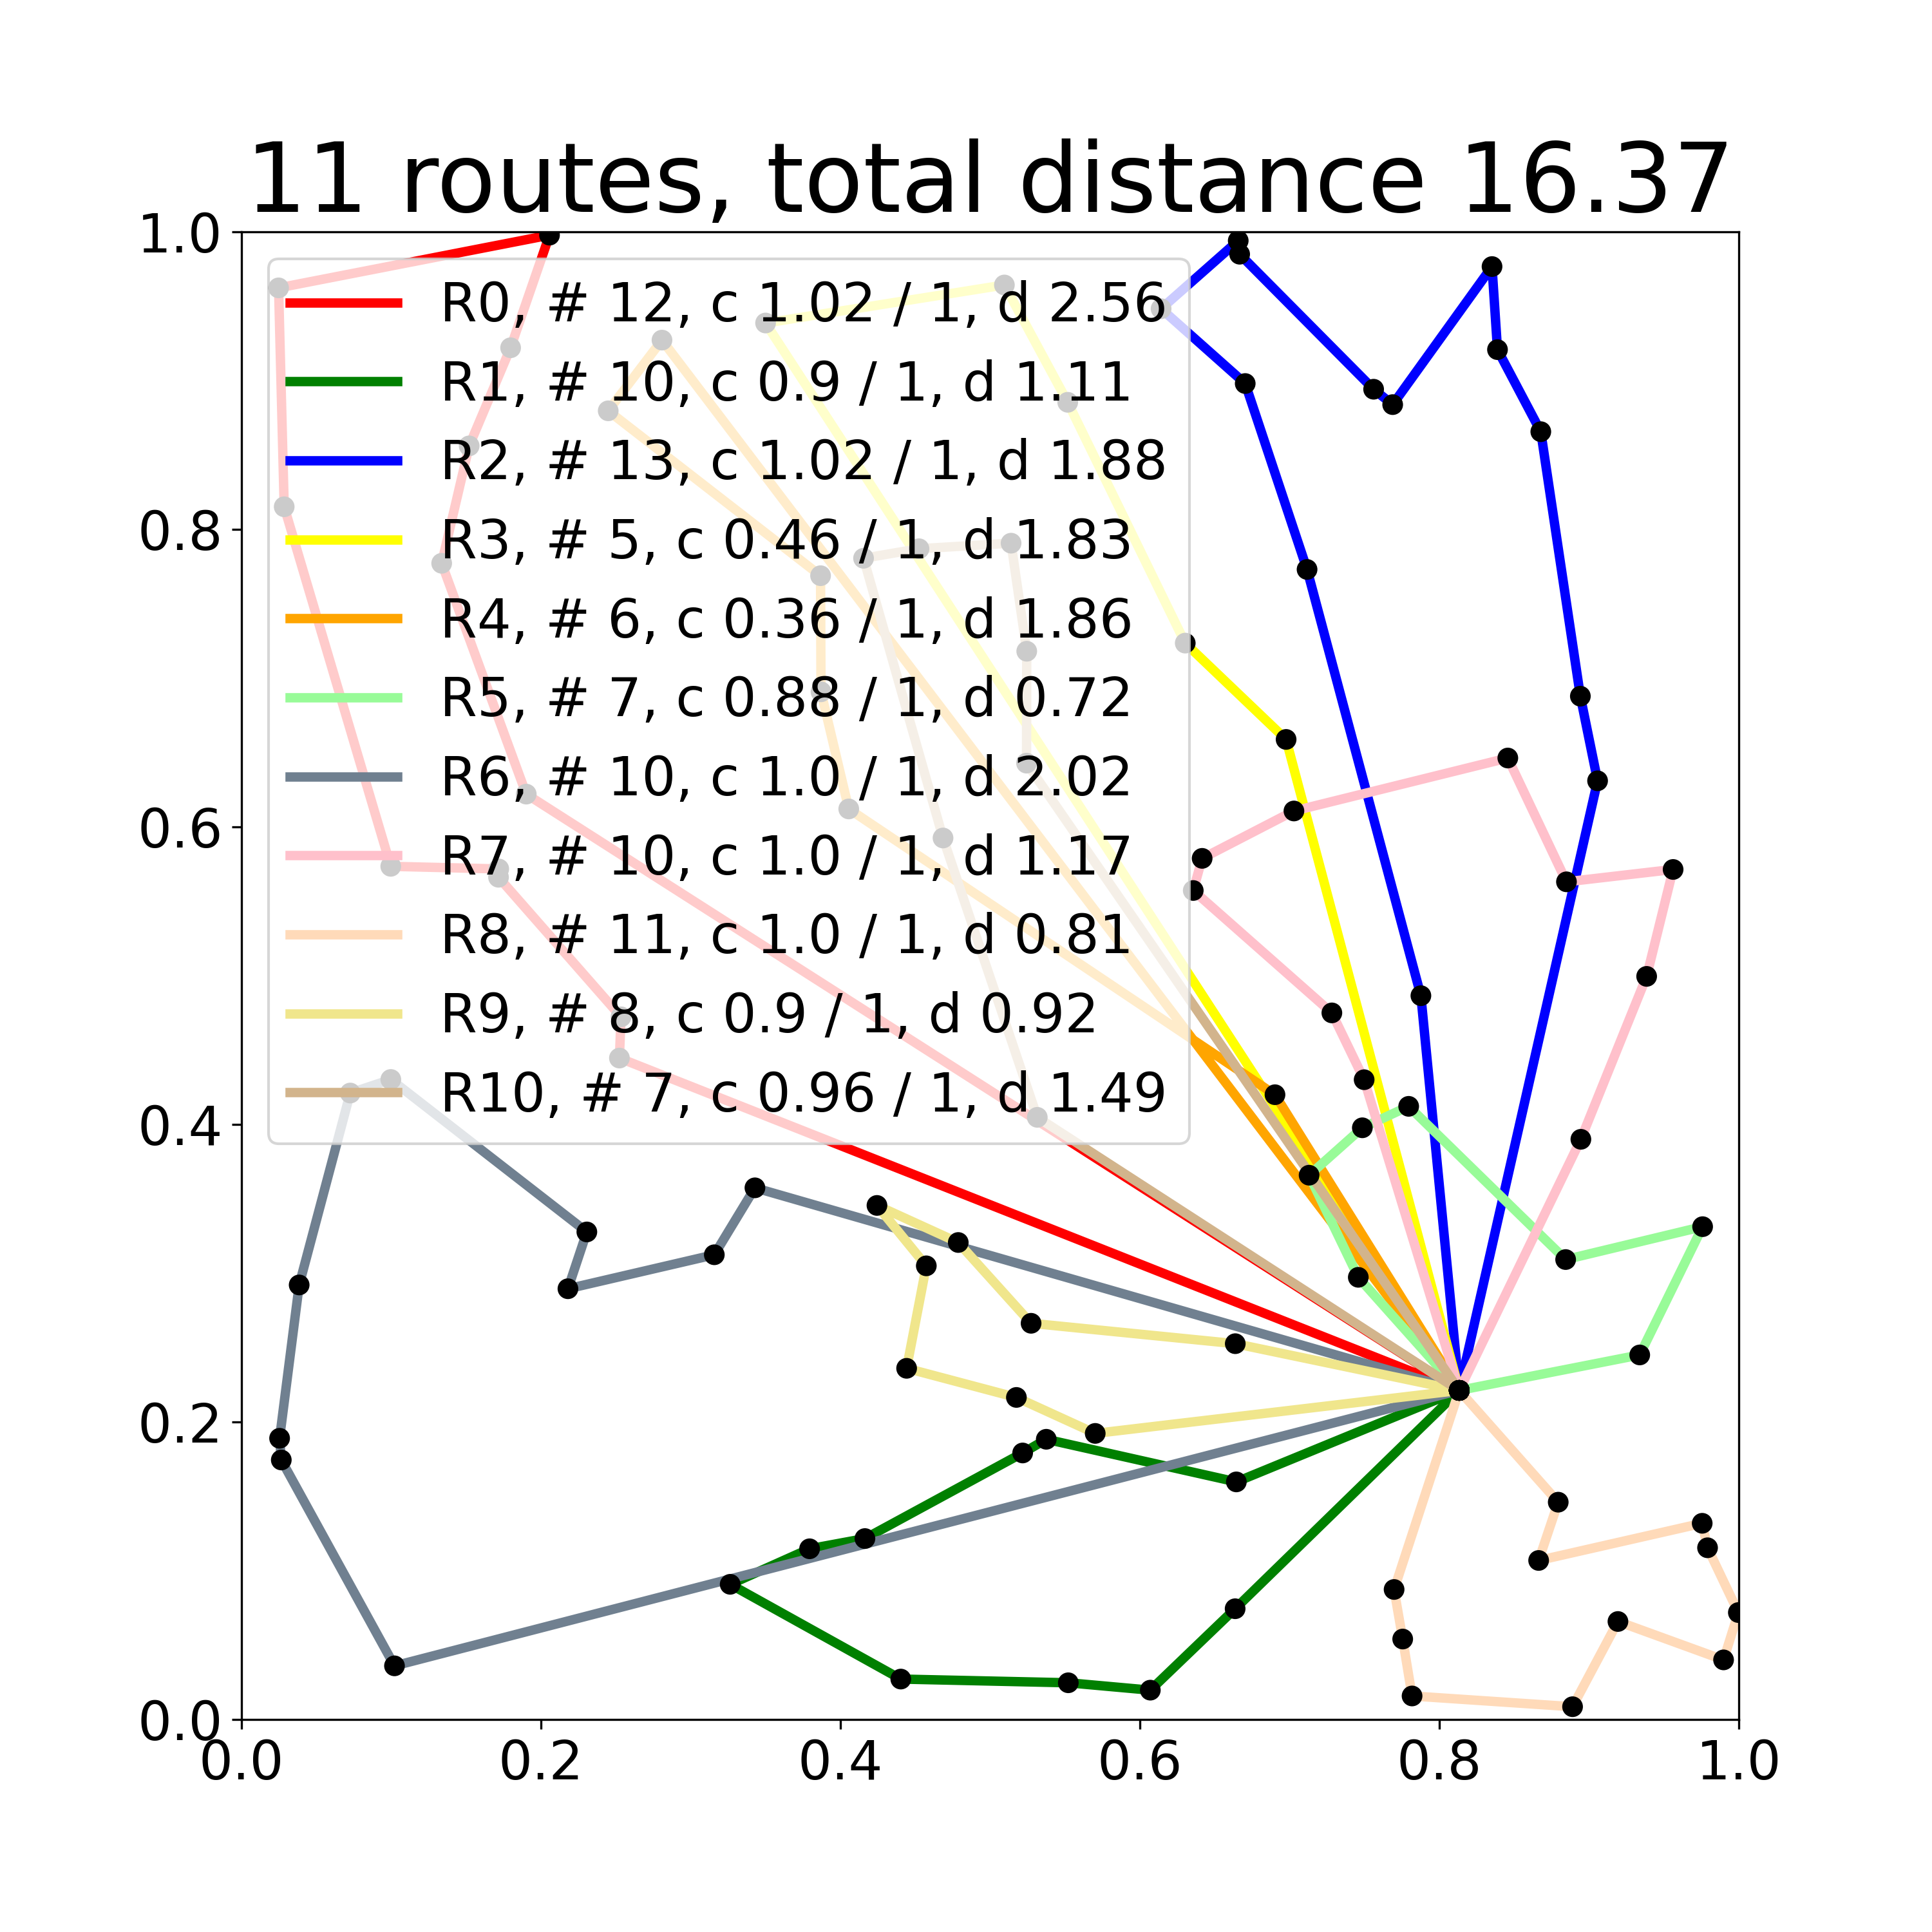 11 routes, total distance 16.37
1.0
R0, # 12, c 1.02 / 1, d 2.56
R1, # 10, c 0.9 / 1, d 1.11
R2, # 13, c 1.02 / 1, d 1.88
0.8
R3, # 5, c 0.46 / 1, d 1.83
R4, # 6, c 0.36 / 1, d 1.86
R5, # 7, c 0.88 / 1, d 0.72
R6, # 10, c 1.0 / 1, d 2.02
0.6
R7, # 10, c 1.0 / 1, d 1.17
R8, # 11, c 1.0 / 1, d 0.81
R9, # 8, c 0.9 / 1, d 0.92
R10, # 7, c 0.96 / 1, d 1.49
0.4
0.2
0.0
0.0 0.2 0.4 0.6 0.8 1.0